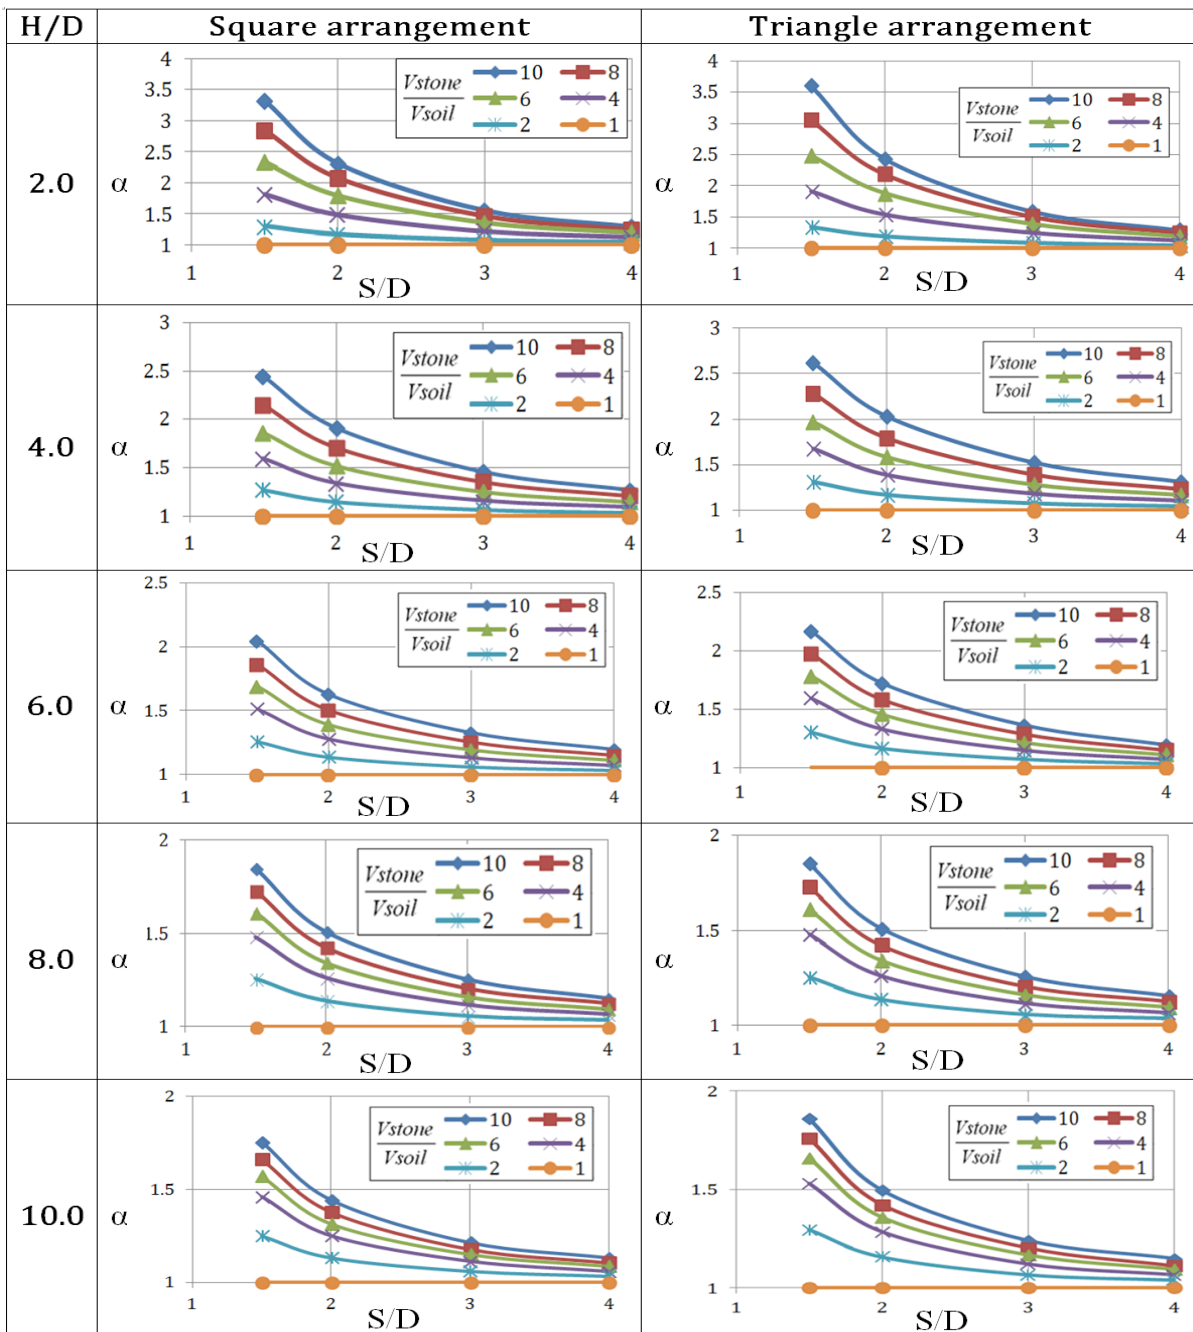 H/D Square arrangement Triangle arrangement
2.0
α
4
3.5
3
2.5
2
1.5
1
1 2 3 4
S/D
Vstone
Vsoil
10 8
6 4
2 1
α
4
3.5
3
2.5
2
1.5
1
1 2 3 4
S/D
Vstone
Vsoil
10 8
6 4
2 1
4.0
α
3
2.5
2
1.5
1
1 2 3 4
S/D
Vstone
Vsoil
10 8
6 4
2 1
α
3
2.5
2
1.5
1
1 2 3 4
S/D
Vstone
Vsoil
10 8
6 4
2 1
6.0
α
2.5
2
1.5
1
1 2 3 4
S/D
Vstone
Vsoil
10 8
6 4
2 1
α
2.5
2
1.5
1
1 2 3 4
S/D
Vstone
Vsoil
10 8
6 4
2 1
8.0
α
2
1.5
1
1 2 3 4
S/D
Vstone
Vsoil
10 8
6 4
2 1
α
2
1.5
1
1 2 3 4
S/D
Vstone
Vsoil
10 8
6 4
2 1
10.0
α
2
1.5
1
1 2 3 4
S/D
Vstone
Vsoil
10 8
6 4
2 1
α
2
1.5
1
1 2 3 4
S/D
Vstone
Vsoil
10 8
6 4
2 1